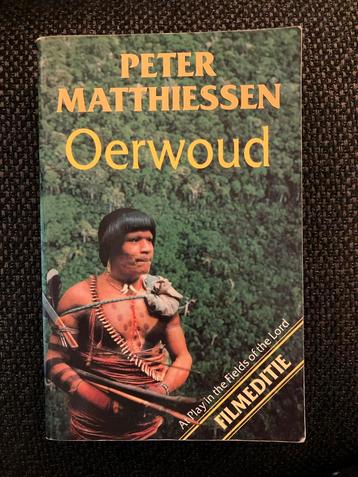 PETER
MATTHIESSEN
Oerwoud
At Play in the Fields of the Lord
FILMEDITIE